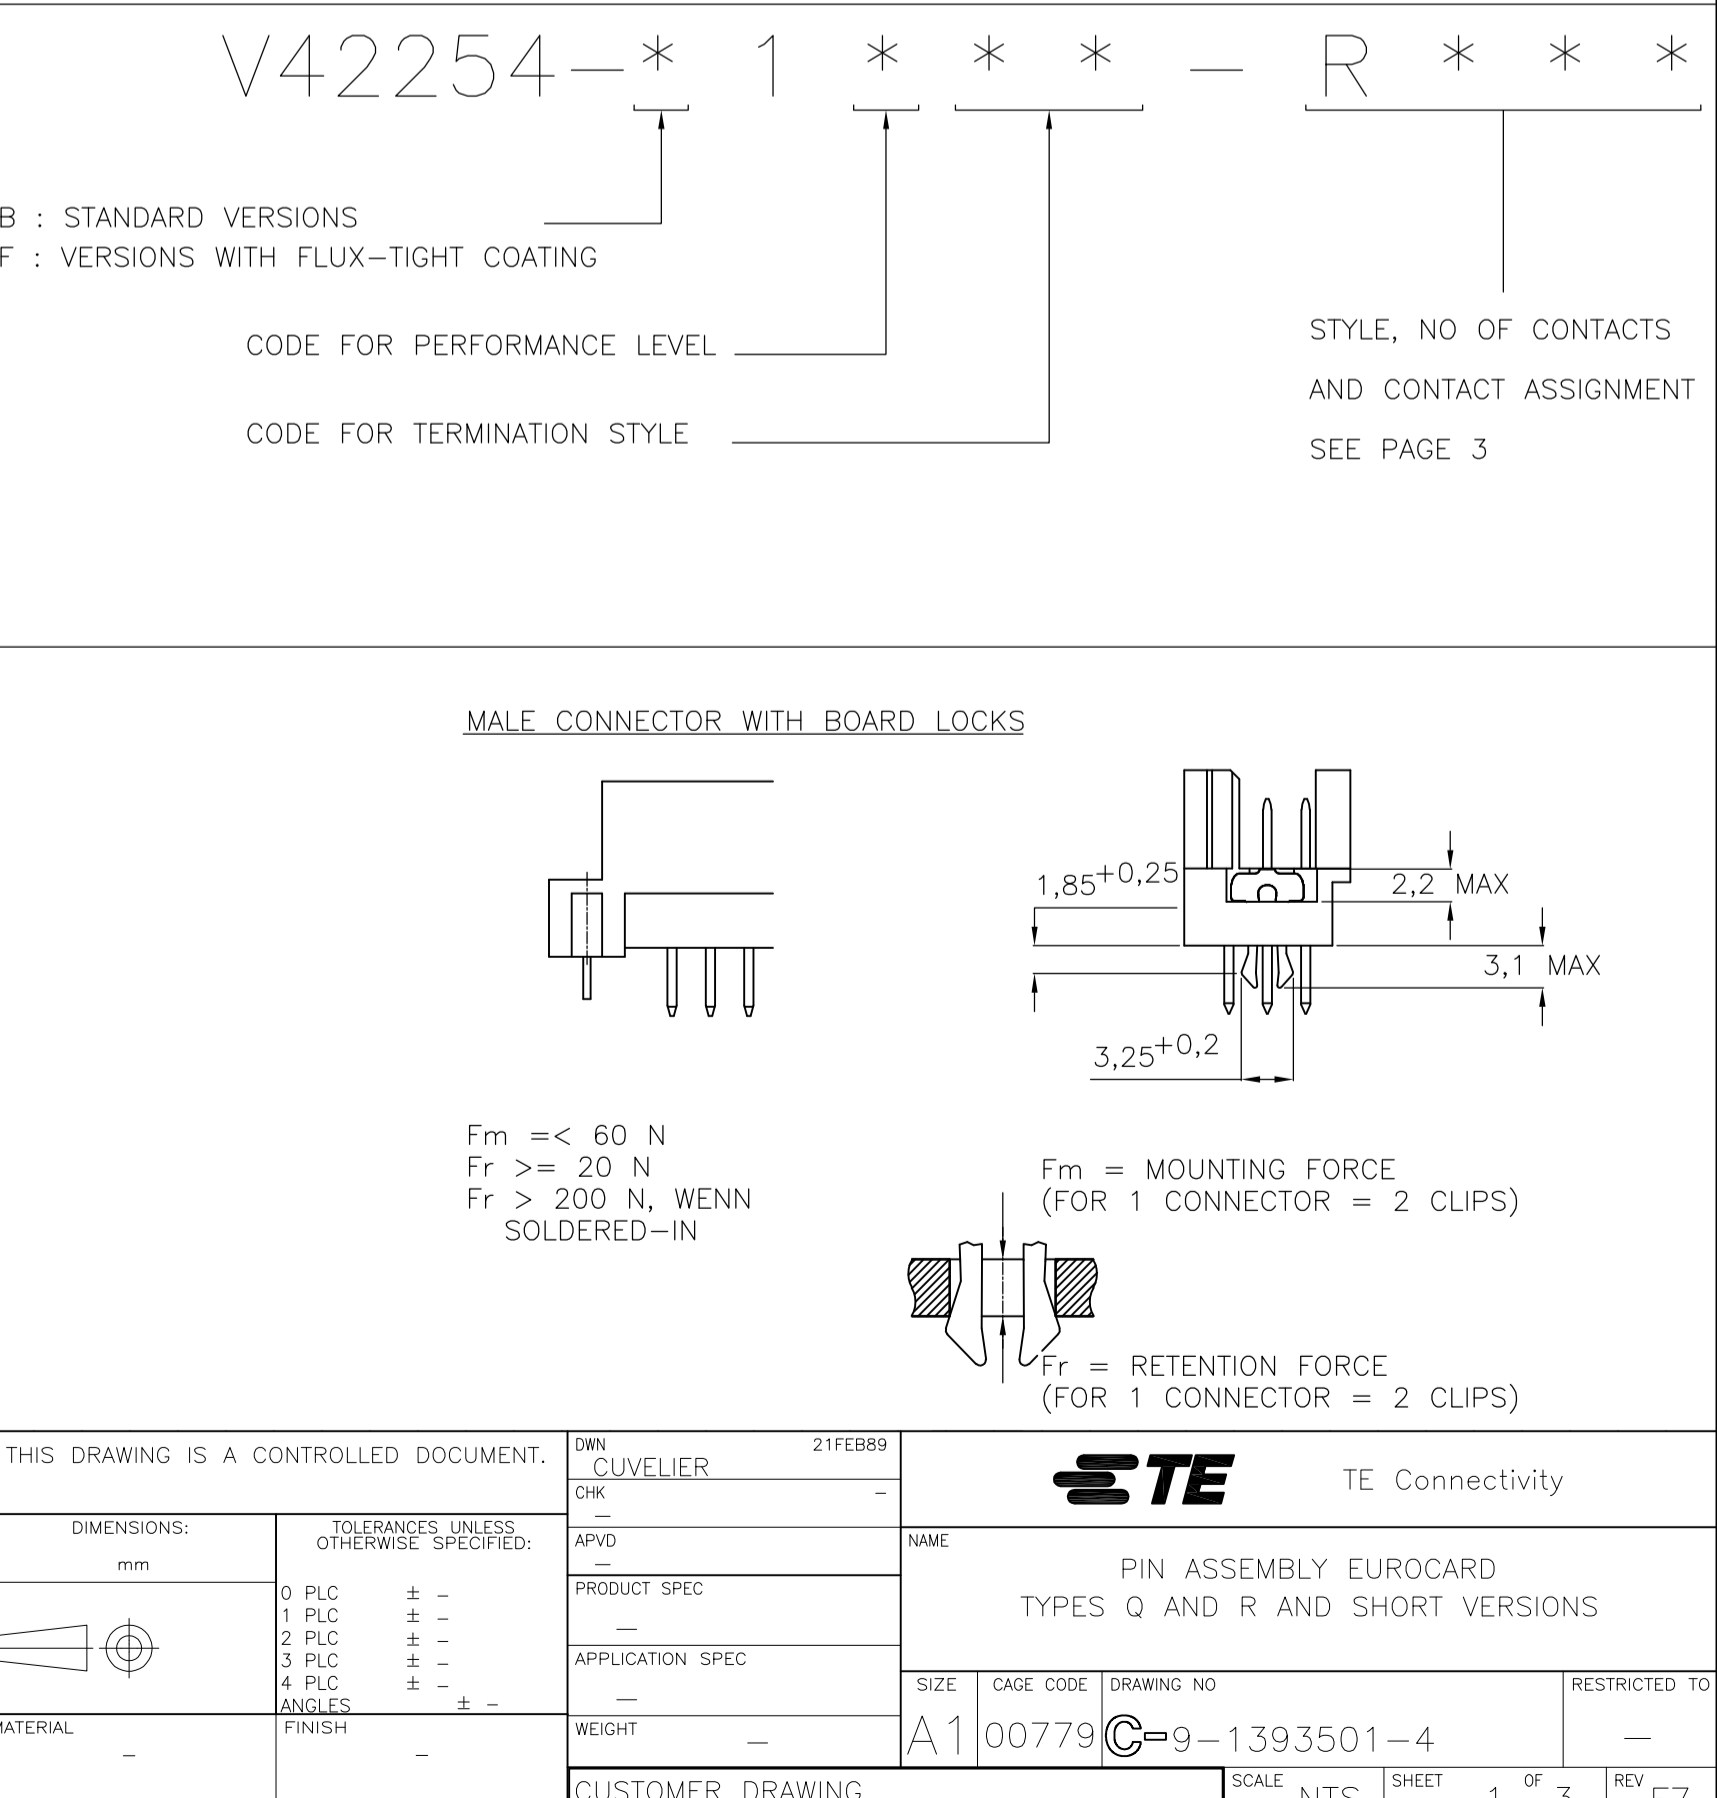 V42254-* 1 * * * - R * * *
B : STANDARD VERSIONS
F : VERSIONS WITH FLUX-TIGHT COATING
CODE FOR PERFORMANCE LEVEL
CODE FOR TERMINATION STYLE
STYLE, NO OF CONTACTS
AND CONTACT ASSIGNMENT
SEE PAGE 3
MALE CONNECTOR WITH BOARD LOCKS
1,85+0,25
2,2 MAX
3,1 MAX
3,25+0,2
Fm =< 60 N
Fr >= 20 N
Fr > 200 N, WENN
SOLDERED-IN
Fm = MOUNTING FORCE
(FOR 1 CONNECTOR = 2 CLIPS)
Fr = RETENTION FORCE
(FOR 1 CONNECTOR = 2 CLIPS)
THIS DRAWING IS A CONTROLLED DOCUMENT.
DIMENSIONS:
mm
TOLERANCES UNLESS
OTHERWISE SPECIFIED:
0 PLC ± -
1 PLC ± -
2 PLC ± -
3 PLC ± -
4 PLC ± -
ANGLES ± -
MATERIAL
-
FINISH
-
DWN 21FEB89
CUVELIER
CHK -
-
APVD
-
PRODUCT SPEC
-
APPLICATION SPEC
-
WEIGHT
-
CUSTOMER DRAWING
TE
TE Connectivity
NAME
PIN ASSEMBLY EUROCARD
TYPES Q AND R AND SHORT VERSIONS
SIZE
A1
CAGE CODE
00779
DRAWING NO
C-9-1393501-4
RESTRICTED TO
-
SCALE NTS
SHEET 1 OF 3
REV